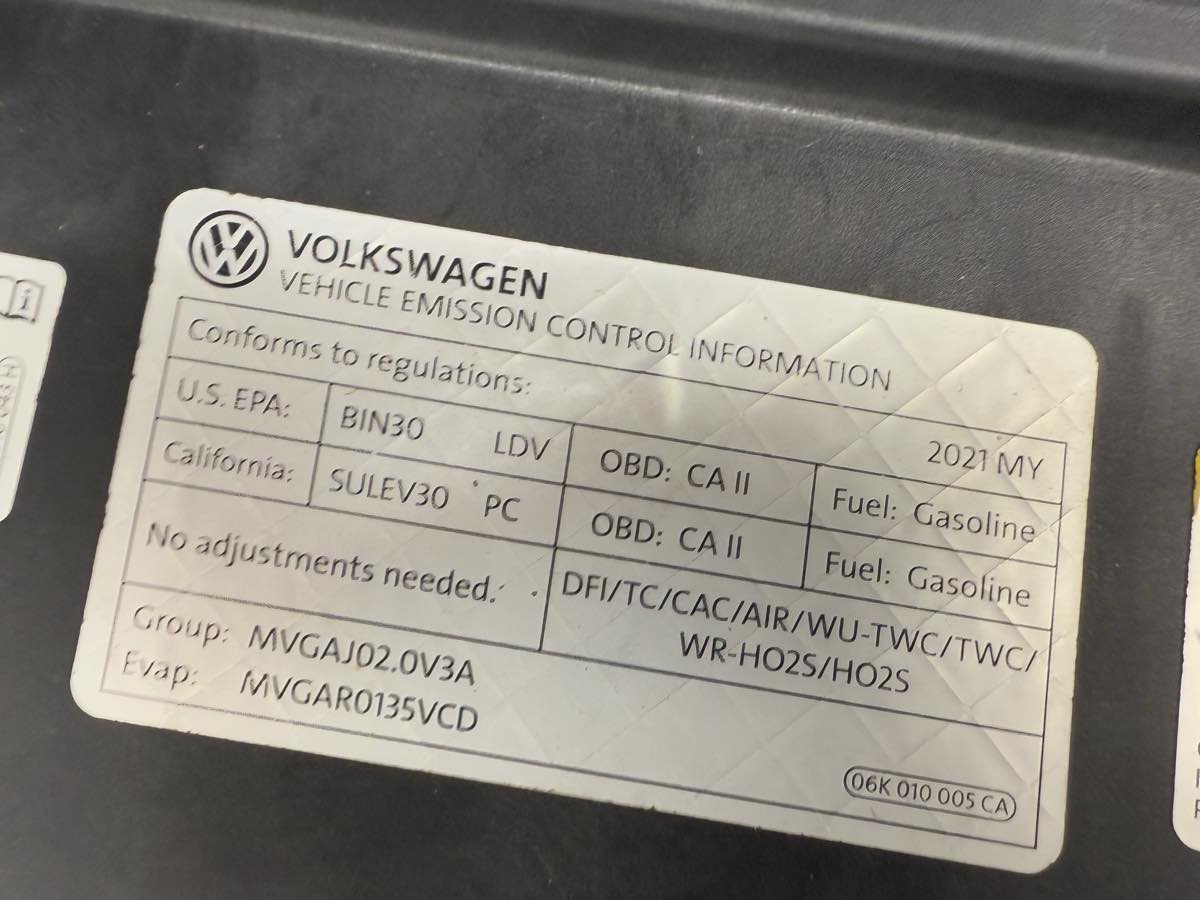 VOLKSWAGEN
VEHICLE EMISSION CONTROL INFORMATION
Conforms to regulations: 2021 MY
U.S. EPA: BIN30 LDV OBD: CA II Fuel: Gasoline
California: SULEV30 PC OBD: CA II Fuel: Gasoline
No adjustments needed. DFI/TC/CAC/AIR/WU-TWC/TWC/
WR-HO2S/HO2S
Group: MVGAJ02.0V3A
Evap: MVGAR0135VCD
06K 010 005 CA